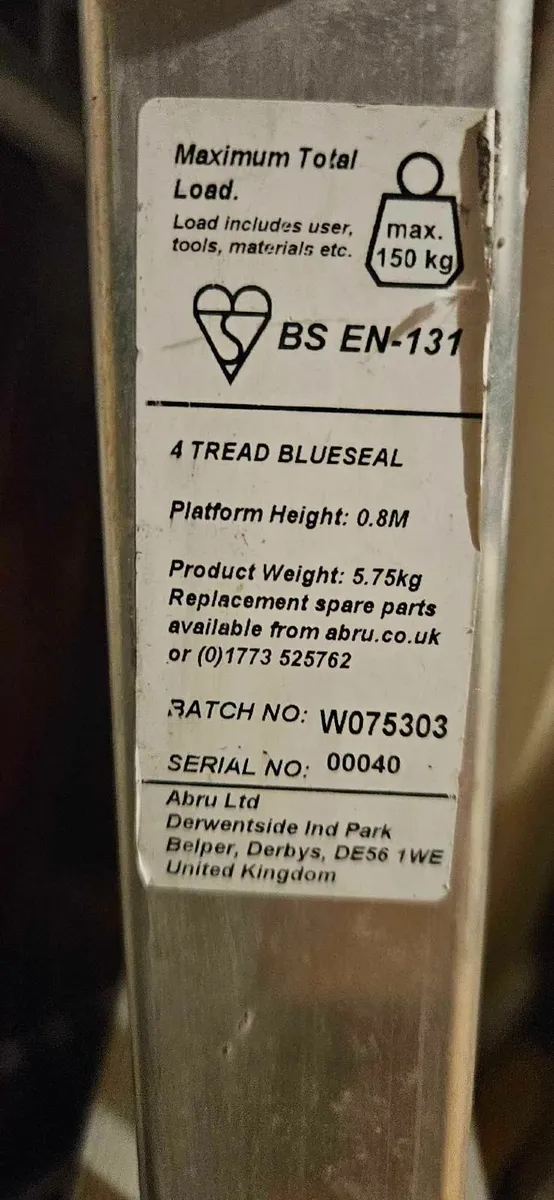 Maximum Total
Load.
Load includes user,
tools, materials etc.
max.
150 kg
BS EN-131
4 TREAD BLUESEAL
Platform Height: 0.8M
Product Weight: 5.75kg
Replacement spare parts
available from abru.co.uk
or (0)1773 525762
BATCH NO: W075303
SERIAL NO: 00040
Abru Ltd
Derwentside Ind Park
Belper, Derbys, DE56 1WE
United Kingdom